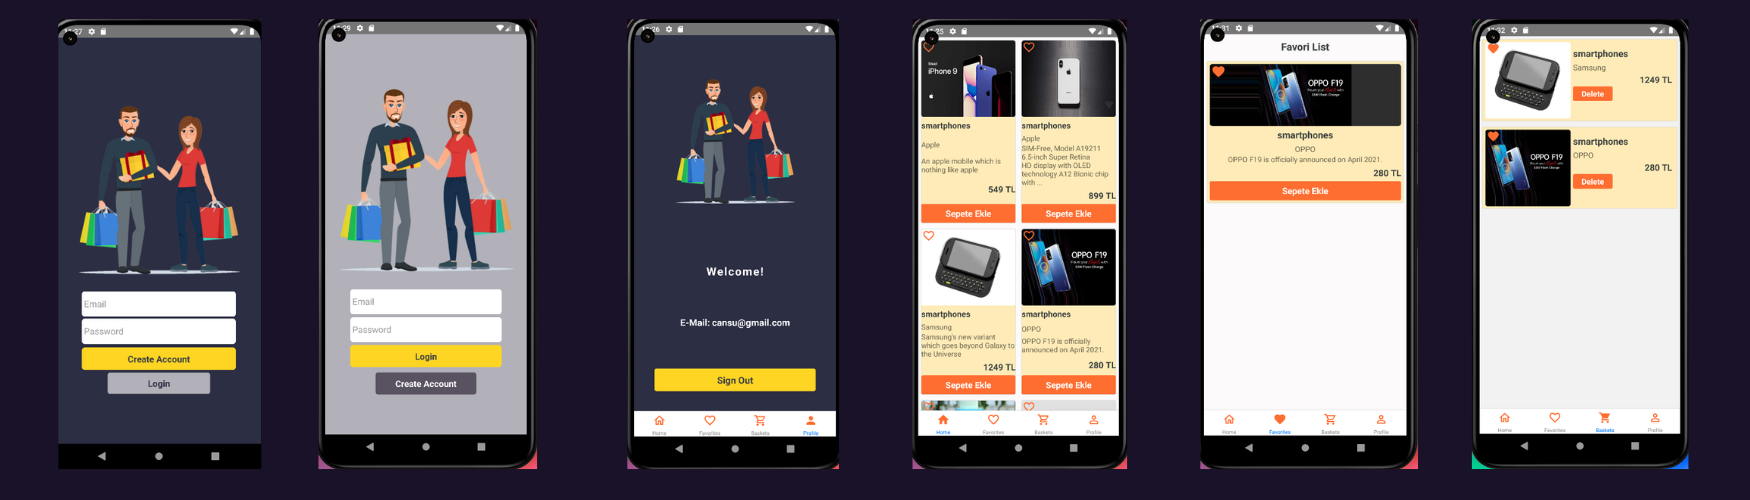 Email
Password
Create Account
Login
Email
Password
Login
Create Account
Welcome!
E-Mail: cansu@gmail.com
Sign Out
Home
Favorites
Baskets
Profile
iPhone 9
smartphones
Apple
An apple mobile which is
nothing like apple
549 TL
Sepete Ekle
smartphones
Apple
SIM-Free, Model A19211
6.5-inch Super Retina
HD display with OLED
technology A12 Bionic chip
with ...
899 TL
Sepete Ekle
smartphones
Samsung
Samsung's new variant
which goes beyond Galaxy to
the Universe
1249 TL
Sepete Ekle
OPPO F19
smartphones
OPPO
OPPO F19 is officially
announced on April 2021.
280 TL
Sepete Ekle
Home
Favorites
Baskets
Profile
Favori List
OPPO F19
smartphones
OPPO
OPPO F19 is officially announced on April 2021.
280 TL
Sepete Ekle
Home
Favorites
Baskets
Profile
smartphones
Samsung
1249 TL
Delete
OPPO F19
smartphones
OPPO
280 TL
Delete
Home
Favorites
Baskets
Profile